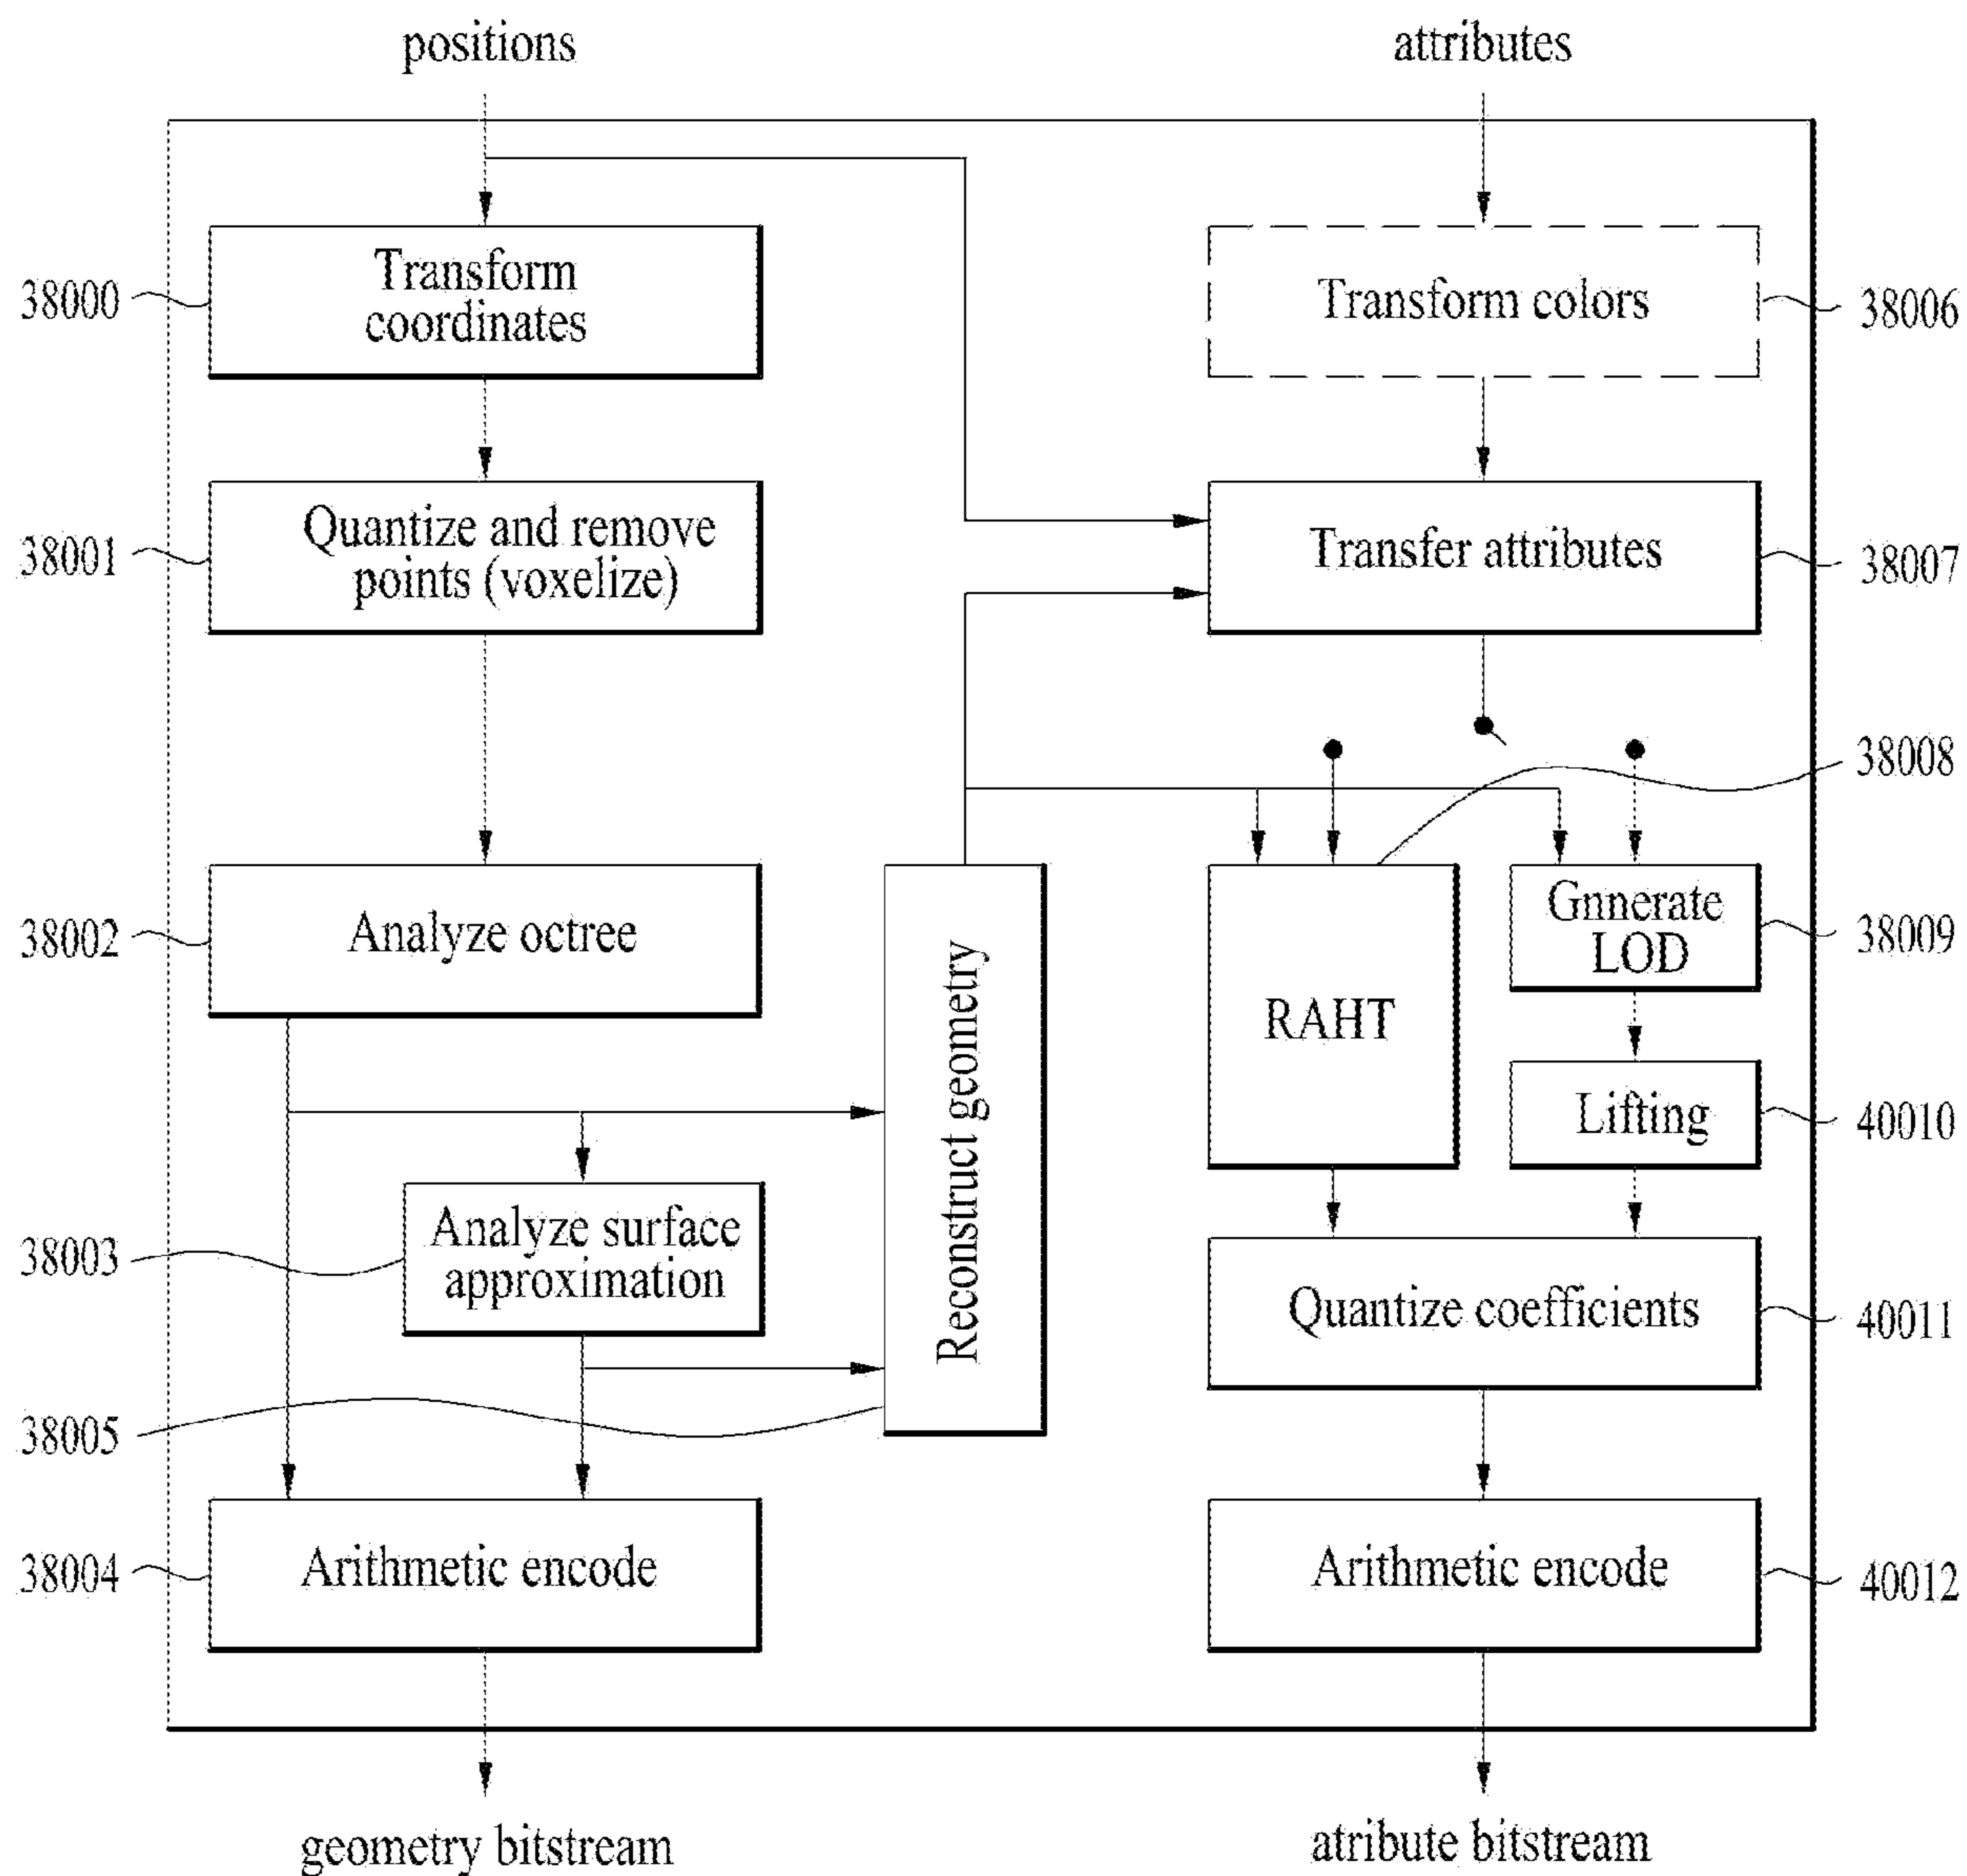 positions
attributes
38000
Transform
coordinates
Transform colors
38006
38001
Quantize and remove
points (voxelize)
Transfer attributes
38007
38008
38002
Analyze octree
Reconstruct geometry
RAHT
Gnnerate
LOD
38009
Lifting
40010
38003
Analyze surface
approximation
Quantize coefficients
40011
38005
38004
Arithmetic encode
Arithmetic encode
40012
geometry bitstream
atribute bitstream